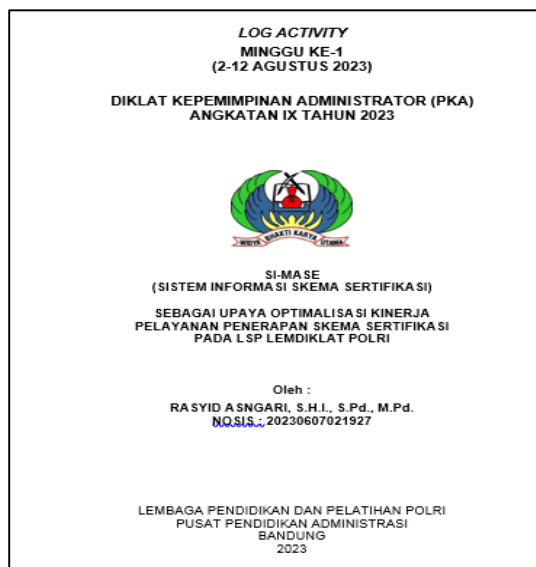 LOG ACTIVITY
MINGGU KE-1
(2-12 AGUSTUS 2023)
DIKLAT KEPEMIMPINAN ADMINISTRATOR (PKA)
ANGKATAN IX TAHUN 2023
WIDYA BHAKTI KARYA UTAMA
SI-MASE
(SISTEM INFORMASI SKEMA SERTIFIKASI)
SEBAGAI UPAYA OPTIMALISASI KINERJA
PELAYANAN PENERAPAN SKEMA SERTIFIKASI
PADA LSP LEMDIKLAT POLRI
Oleh :
RASYID ASNGARI, S.H.I., S.Pd., M.Pd.
NOSIS : 20230607021927
LEMBAGA PENDIDIKAN DAN PELATIHAN POLRI
PUSAT PENDIDIKAN ADMINISTRASI
BANDUNG
2023